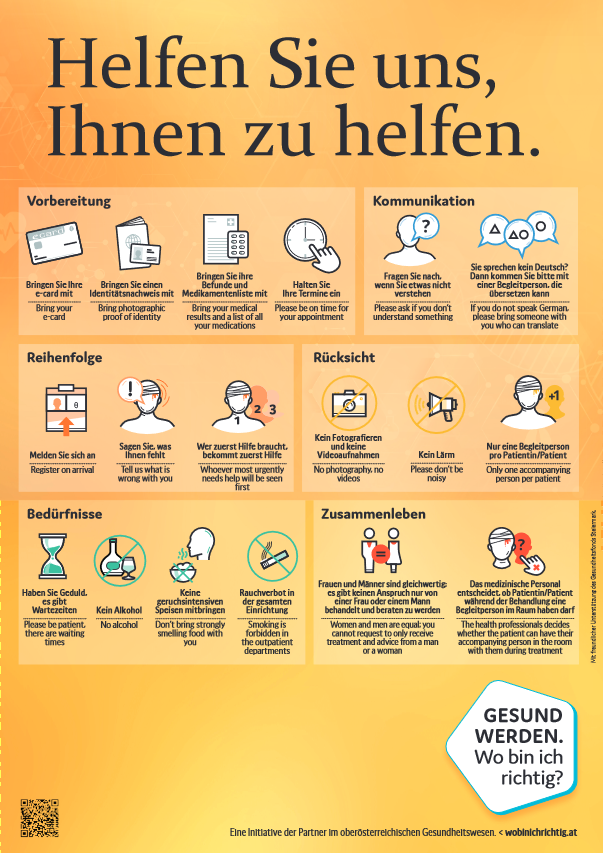 Helfen Sie uns,
Ihnen zu helfen.
Vorbereitung
e-card
Bringen Sie Ihre
e-card mit
Bring your
e-card
Bringen Sie einen
Identitätsnachweis mit
Bring photographic
proof of identity
Bringen Sie ihre
Befunde und
Medikamentenliste mit
Bring your medical
results and a list of all
your medications
Halten Sie
Ihre Termine ein
Please be on time for
your appointment
Kommunikation
?
Fragen Sie nach,
wenn Sie etwas nicht
verstehen
Please ask if you don't
understand something
Sie sprechen kein Deutsch?
Dann kommen Sie bitte mit
einer Begleitperson, die
übersetzen kann
If you do not speak German,
please bring someone with
you who can translate
Reihenfolge
Melden Sie sich an
Register on arrival
!
Sagen Sie, was
Ihnen fehlt
Tell us what is
wrong with you
1 2 3
Wer zuerst Hilfe braucht,
bekommt zuerst Hilfe
Whoever most urgently
needs help will be seen
first
Rücksicht
Kein Fotografieren
und keine
Videoaufnahmen
No photography, no
videos
Kein Lärm
Please don't be
noisy
+1
Nur eine Begleitperson
pro Patientin/Patient
Only one accompanying
person per patient
Bedürfnisse
Haben Sie Geduld,
es gibt
Wartezeiten
Please be patient,
there are waiting
times
Kein Alkohol
No alcohol
Keine
geruchsintensiven
Speisen mitbringen
Don't bring strongly
smelling food with
you
Rauchverbot in
der gesamten
Einrichtung
Smoking is
forbidden in
the outpatient
departments
Zusammenleben
=
Frauen und Männer sind gleichwertig;
es gibt keinen Anspruch nur von
einer Frau oder einem Mann
behandelt und beraten zu werden
Women and men are equal; you
cannot request to only receive
treatment and advice from a man
or a woman
?
Das medizinische Personal
entscheidet, ob Patientin/Patient
während der Behandlung eine
Begleitperson im Raum haben darf
The health professionals decides
whether the patient can have their
accompanying person in the room
with them during treatment
Mit freundlicher Unterstützung des Gesundheitsfonds Steiermark.
GESUND
WERDEN.
Wo bin ich
richtig?
Eine Initiative der Partner im oberösterreichischen Gesundheitswesen. < wobinichrichtig.at